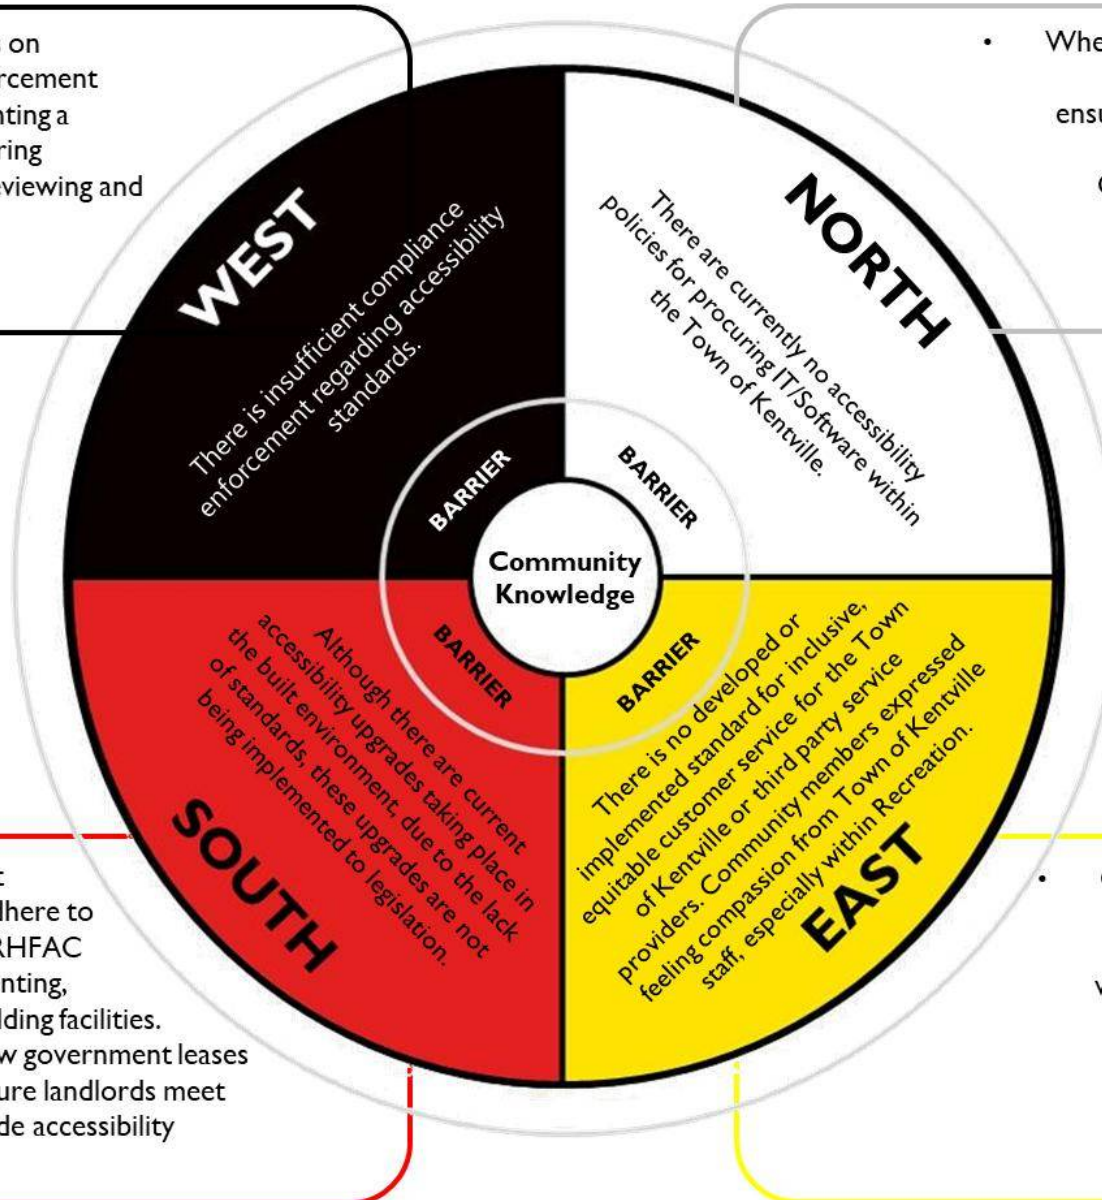 on
rcement
nting a
ring
eviewing and
Whe
ensu
WEST
There is insufficient compliance
enforcement regarding accessibility
standards.
BARRIER
NORTH
There are currently no accessibility
policies for procuring IT/Software within
the Town of Kentville.
BARRIER
Community
Knowledge
SOUTH
Although there are current
accessibility upgrades taking place in
the built environment, due to the lack
of standards, these upgrades are not
being implemented to legislation.
BARRIER
EAST
There is no developed or
implemented standard for inclusive,
equitable customer service for the Town
of Kentville or third party service
providers. Community members expressed
feeling compassion from Town of Kentville
staff, especially within Recreation.
BARRIER
lhere to
RHFAC
nting,
lding facilities.
w government leases
ure landlords meet
de accessibility